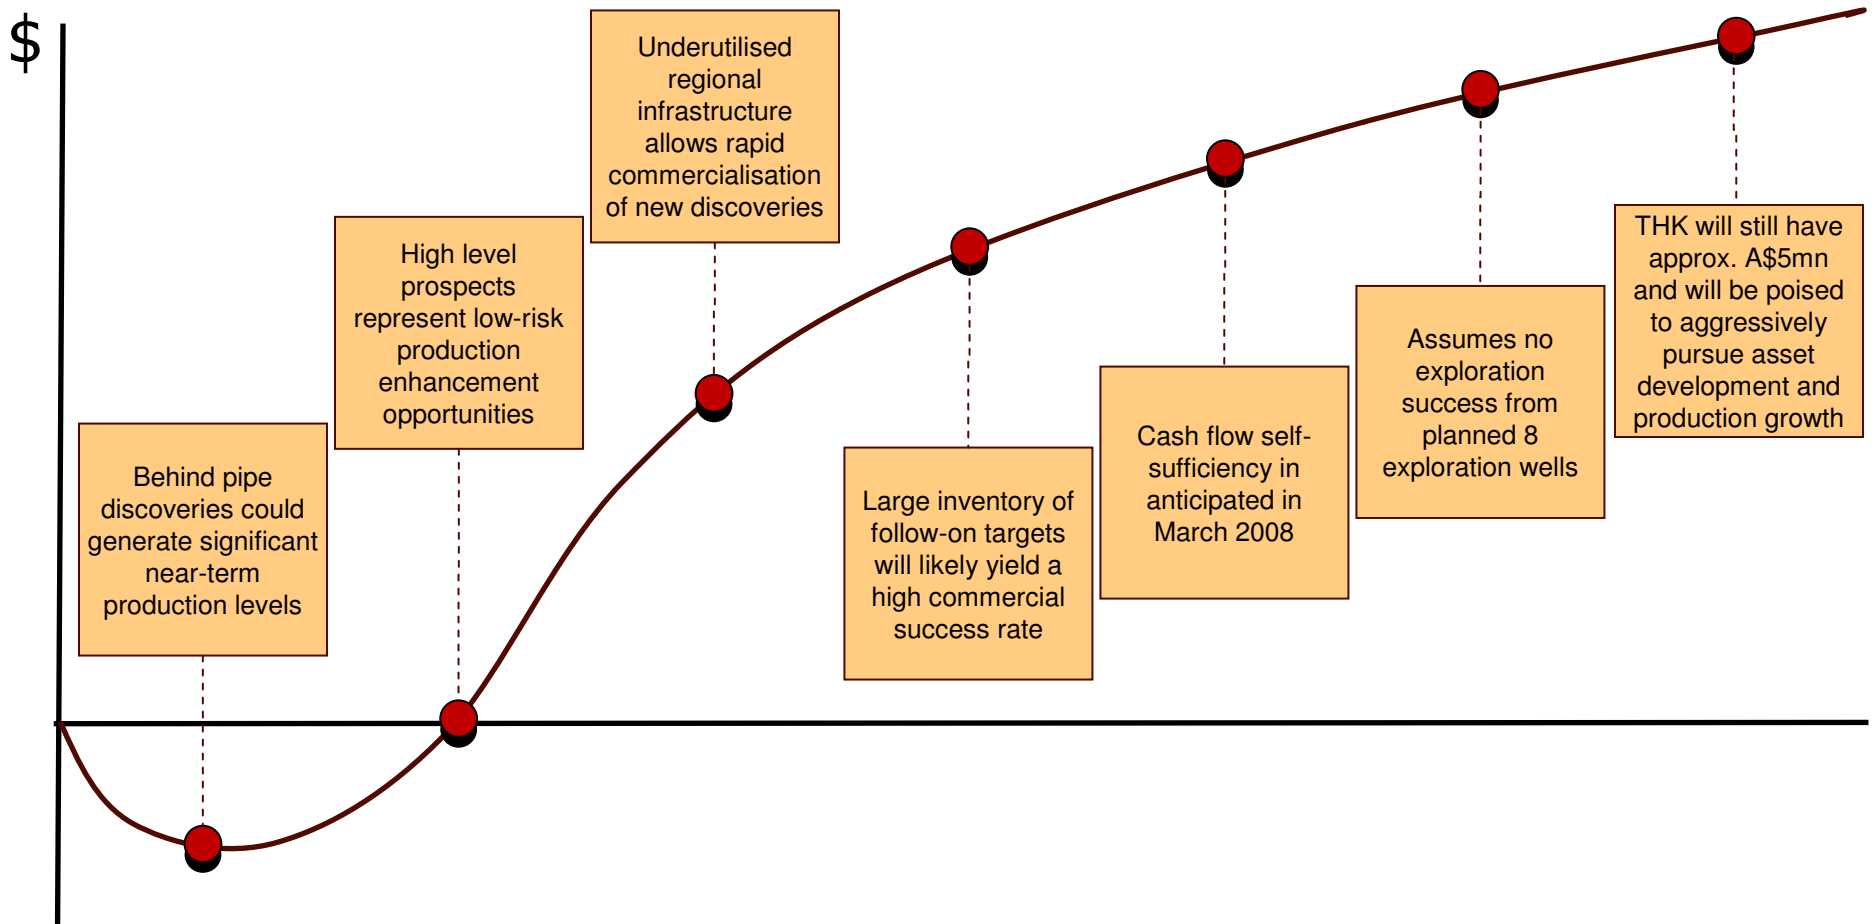 $
Underutilised
regional
infrastructure
allows rapid
commercialisation
of new discoveries
High level
prospects
represent low-risk
production
enhancement
opportunities
Behind pipe
discoveries could
generate significant
near-term
production levels
Large inventory of
follow-on targets
will likely yield a
high commercial
success rate
Cash flow self-
sufficiency in
anticipated in
March 2008
Assumes no
exploration
success from
planned 8
exploration wells
THK will still have
approx. A$5mn
and will be poised
to aggressively
pursue asset
development and
production growth